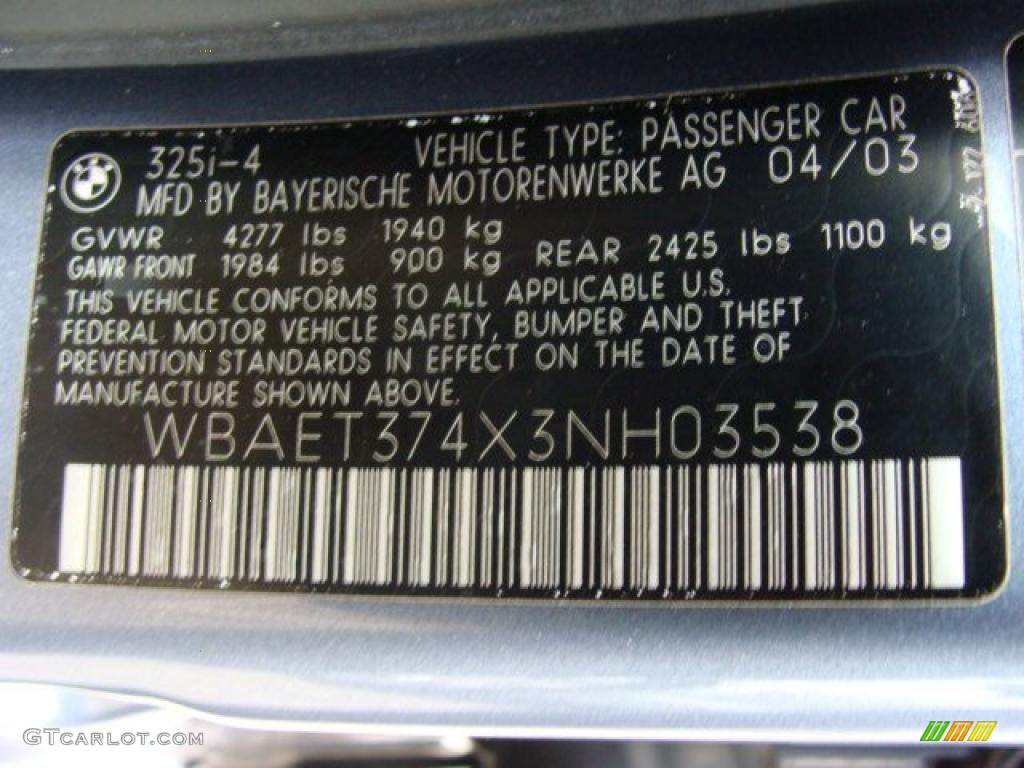 325i-4 VEHICLE TYPE: PASSENGER CAR
MFD BY BAYERISCHE MOTORENWERKE AG 04/03
GVWR 4277 lbs 1940 kg
GAWR FRONT 1984 lbs 900 kg REAR 2425 lbs 1100 kg
THIS VEHICLE CONFORMS TO ALL APPLICABLE U.S.
FEDERAL MOTOR VEHICLE SAFETY, BUMPER AND THEFT
PREVENTION STANDARDS IN EFFECT ON THE DATE OF
MANUFACTURE SHOWN ABOVE.
WBAET374X3NH03538
GTCARLOT.COM